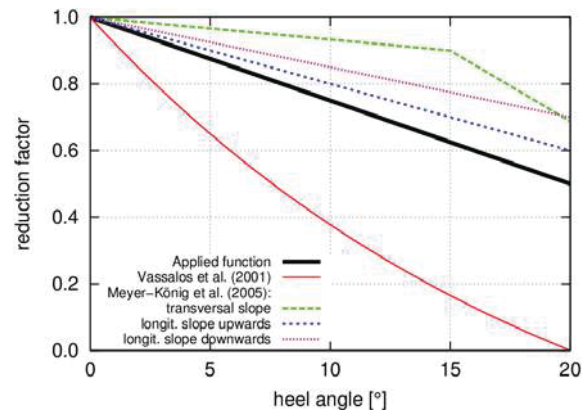 1.0
0.8
0.6
0.4
0.2
0.0
reduction factor
Applied function
Vassalos et al. (2001)
Meyer−König et al. (2005):
transversal slope
longit. slope upwards
longit. slope downwards
0 5 10 15 20
heel angle [°]